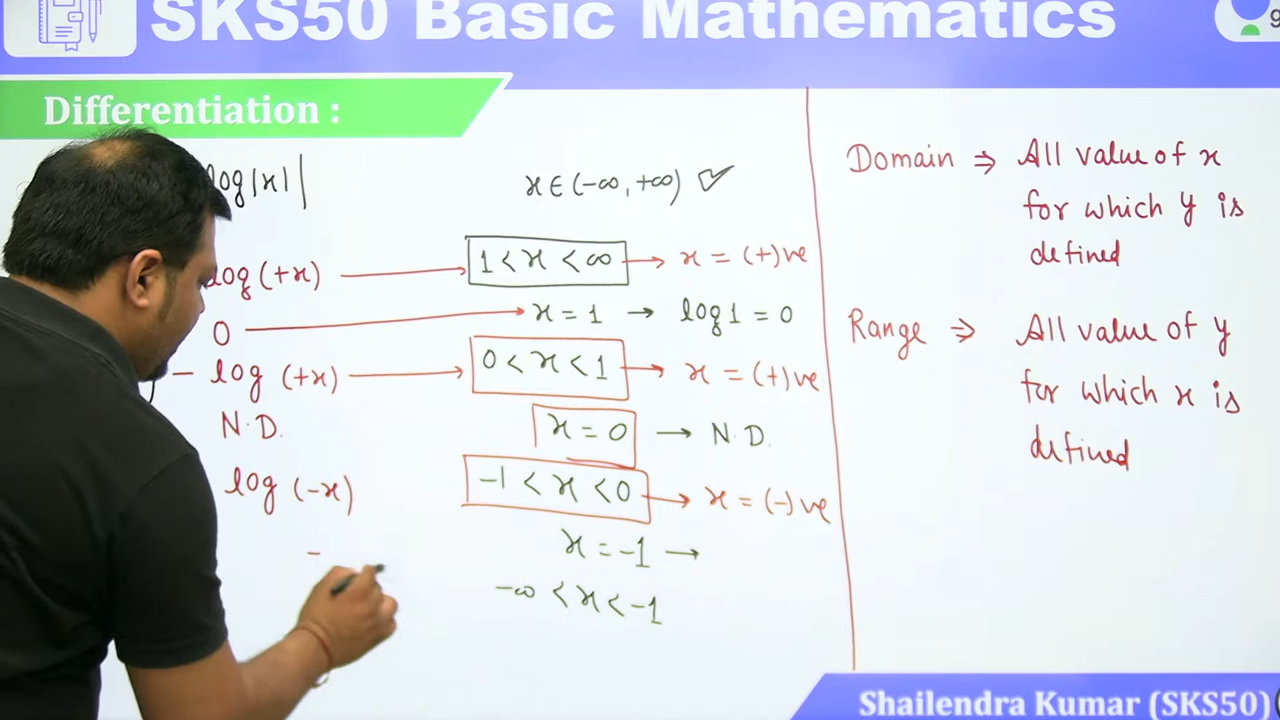 SKS50 Basic Mathematics
Differentiation :
log|x||
x ∈ (-∞, +∞)
log (+x) → 1 < x < ∞ → x = (+)ve
0 → x = 1 → log 1 = 0
- log (+x) → 0 < x < 1 → x = (+)ve
N.D. x = 0 → N.D.
log (-x) -1 < x < 0 → x = (-)ve
- x = -1 →
-∞ < x < -1
Domain ⇒ All value of x
for which y is
defined
Range ⇒ All value of y
for which x is
defined
Shailendra Kumar (SKS50)